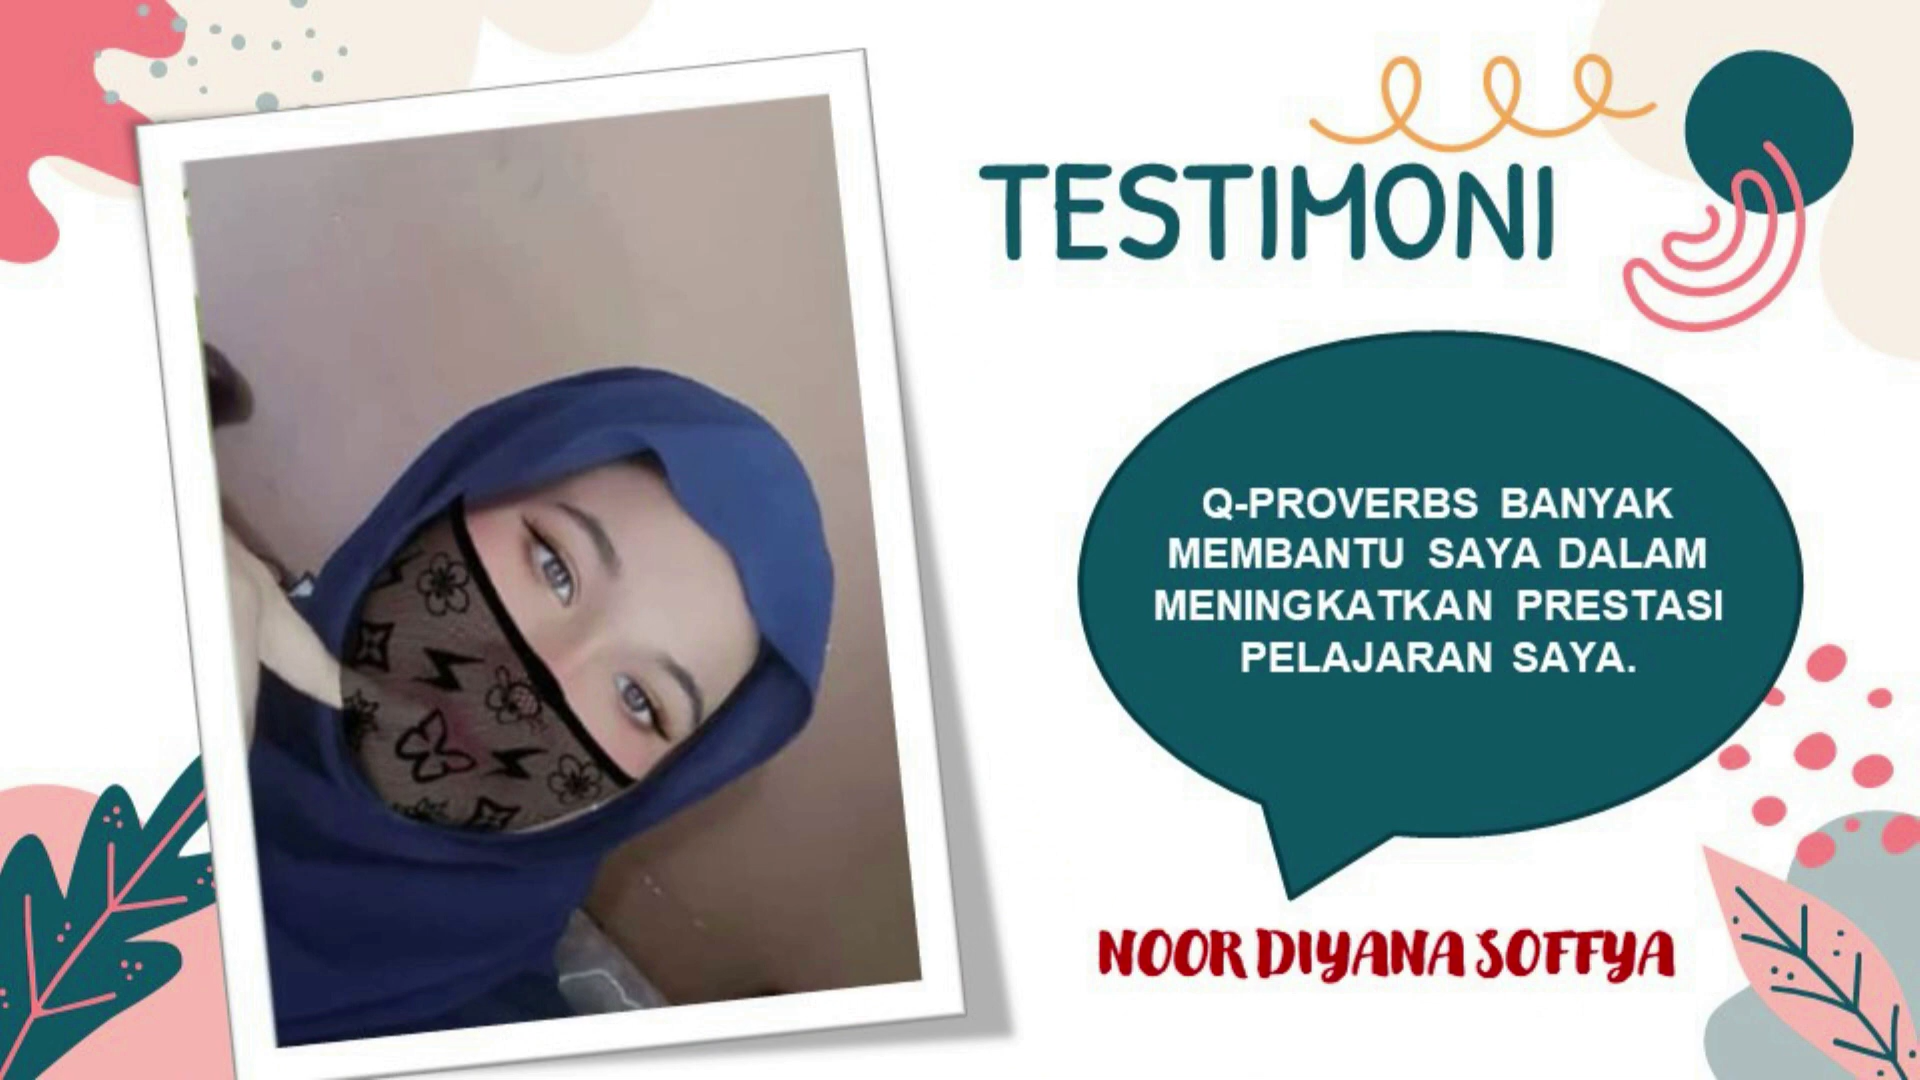 TESTIMONI
Q-PROVERBS BANYAK
MEMBANTU SAYA DALAM
MENINGKATKAN PRESTASI
PELAJARAN SAYA.
NOOR DIYANA SOFFYA